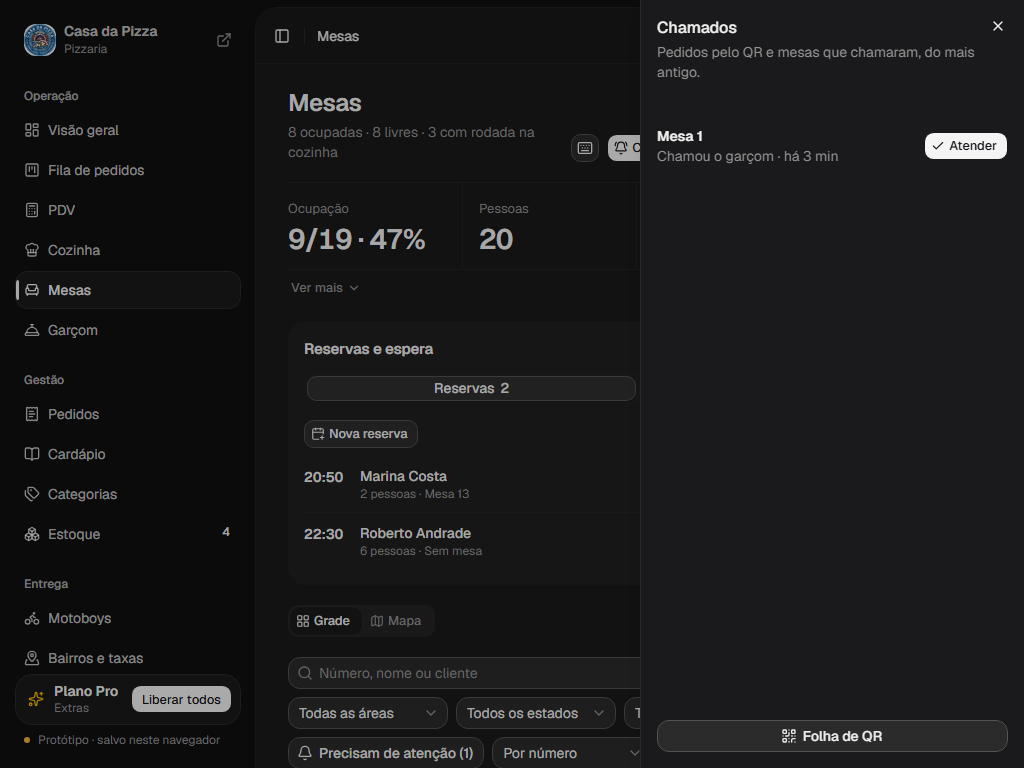 Casa da Pizza
Pizzaria
Operação
Visão geral
Fila de pedidos
PDV
Cozinha
Mesas
Garçom
Gestão
Pedidos
Cardápio
Categorias
Estoque
4
Entrega
Motoboys
Bairros e taxas
Plano Pro
Extras
Liberar todos
Protótipo · salvo neste navegador
Mesas
Mesas
8 ocupadas · 8 livres · 3 com rodada na
cozinha
C
Ocupação
9/19 · 47%
Pessoas
20
Ver mais
Reservas e espera
Reservas 2
Nova reserva
20:50
Marina Costa
2 pessoas · Mesa 13
22:30
Roberto Andrade
6 pessoas · Sem mesa
Grade
Mapa
Número, nome ou cliente
Todas as áreas
Todos os estados
T
Precisam de atenção (1)
Por número
Chamados
Pedidos pelo QR e mesas que chamaram, do mais
antigo.
Mesa 1
Chamou o garçom · há 3 min
Atender
Folha de QR